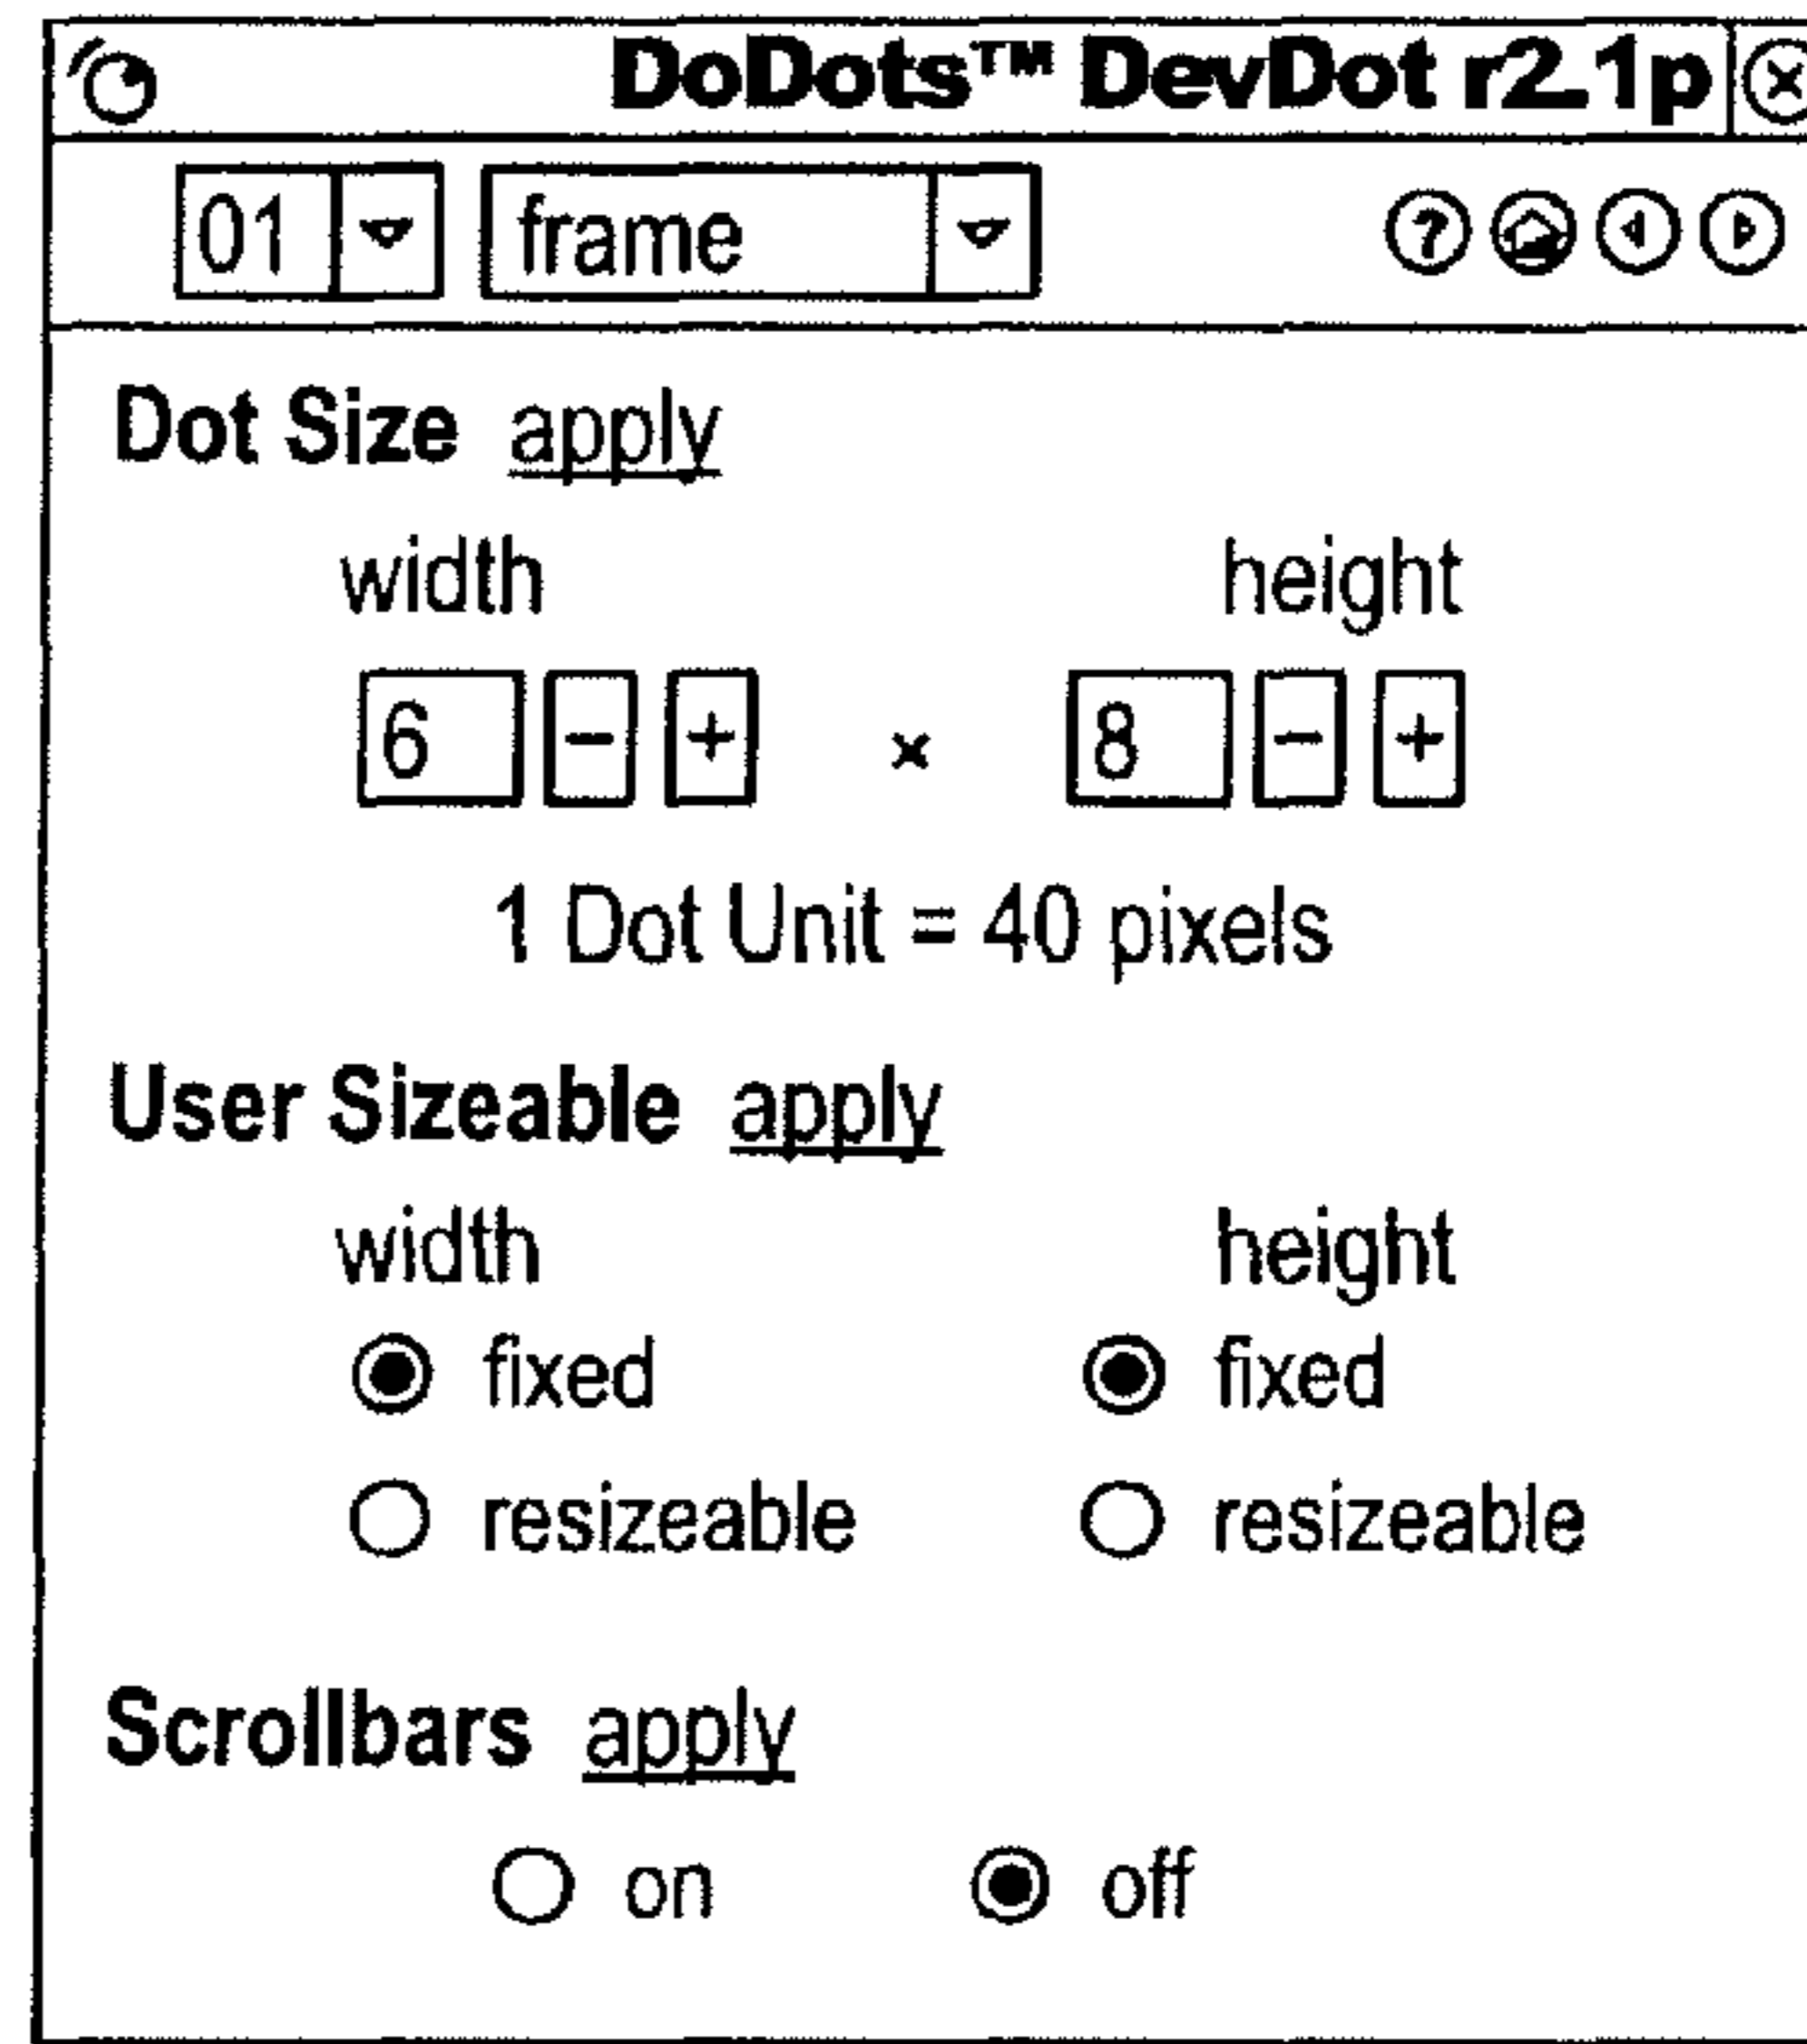 DoDots™ DevDot r2.1p
01 frame ?
Dot Size apply
width height
6 - + × 8 - +
1 Dot Unit = 40 pixels
User Sizeable apply
width height
fixed fixed
resizeable resizeable
Scrollbars apply
on off